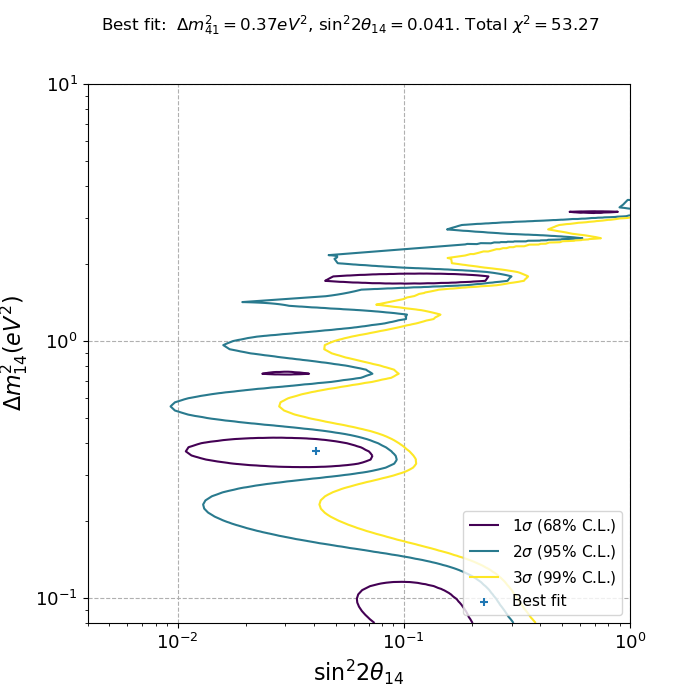 Best fit: Δm²₄₁ = 0.37eV², sin²2θ₁₄ = 0.041. Total χ² = 53.27
10¹
10⁰
10⁻¹
Δm²₁₄(eV²)
1σ (68% C.L.)
2σ (95% C.L.)
3σ (99% C.L.)
Best fit
10⁻²
10⁻¹
10⁰
sin²2θ₁₄